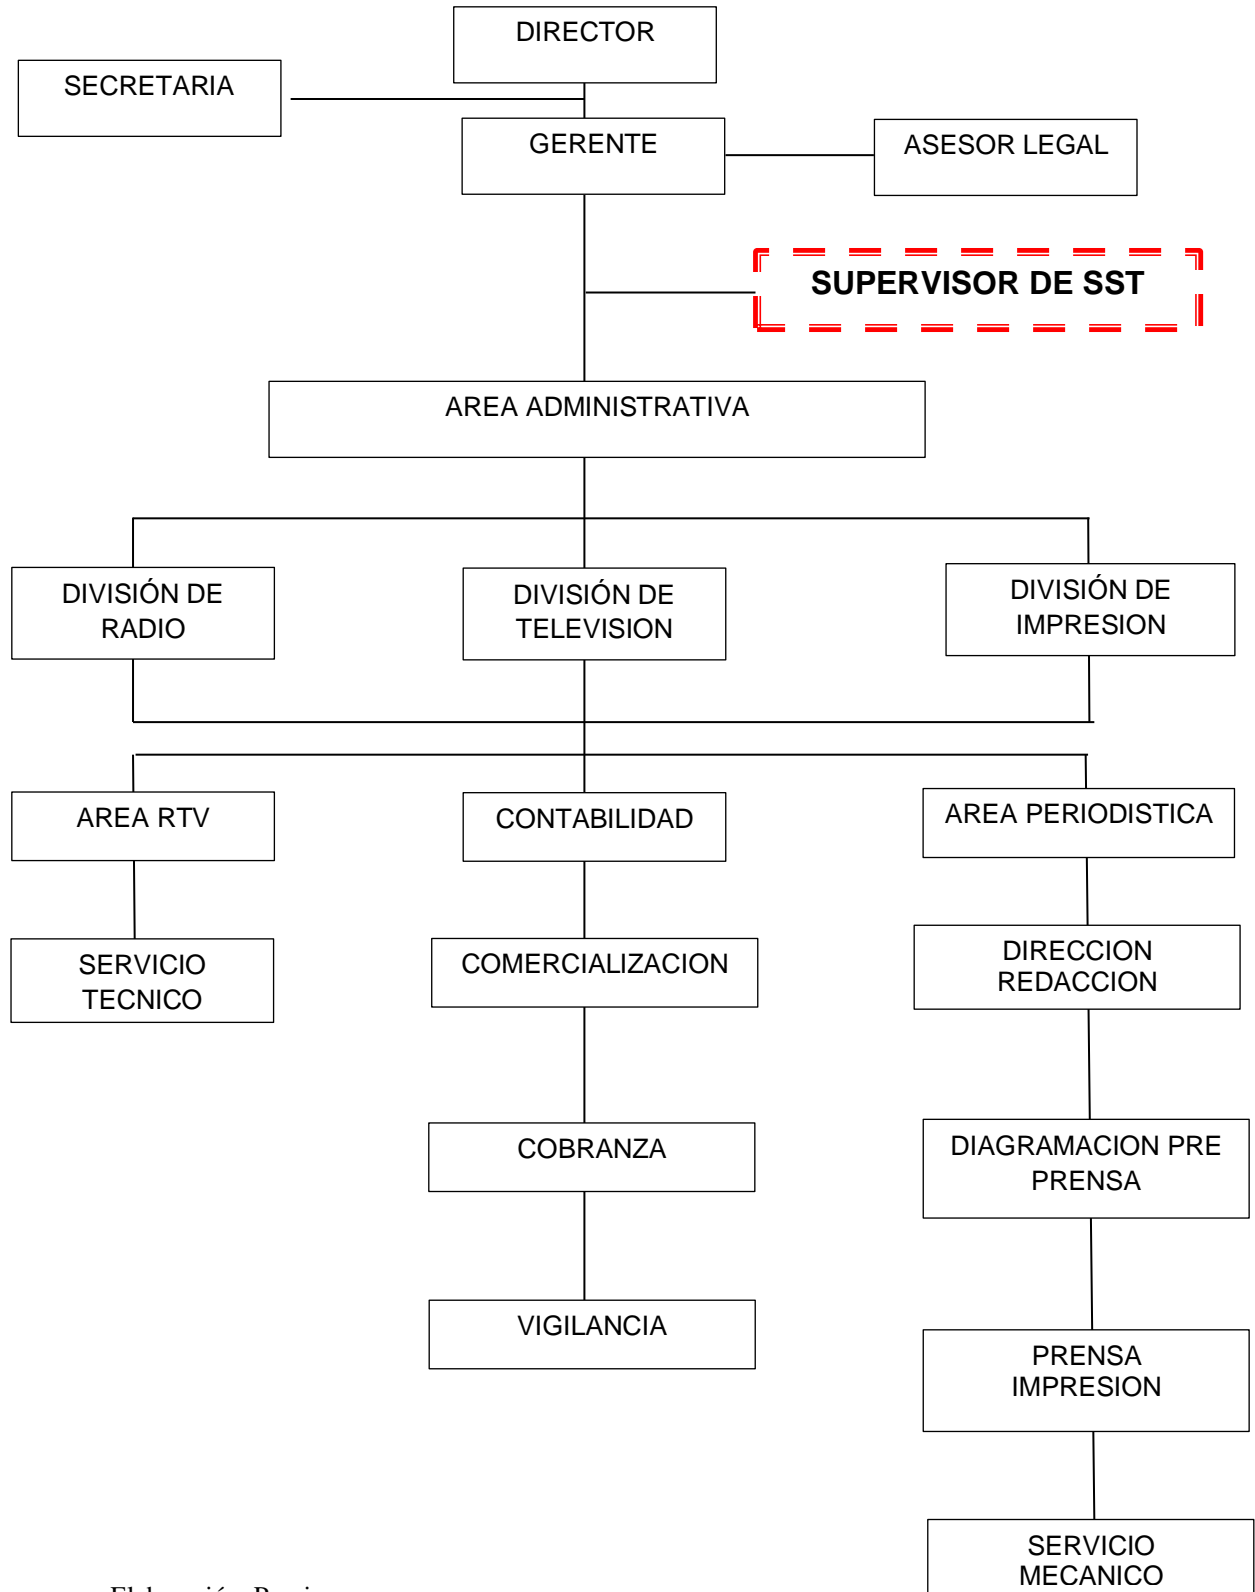 DIRECTOR
SECRETARIA
GERENTE
ASESOR LEGAL
SUPERVISOR DE SST
AREA ADMINISTRATIVA
DIVISIÓN DE
RADIO
DIVISIÓN DE
TELEVISION
DIVISIÓN DE
IMPRESION
AREA RTV
CONTABILIDAD
AREA PERIODISTICA
SERVICIO
TECNICO
COMERCIALIZACION
DIRECCION
REDACCION
COBRANZA
DIAGRAMACION PRE
PRENSA
VIGILANCIA
PRENSA
IMPRESION
SERVICIO
MECANICO